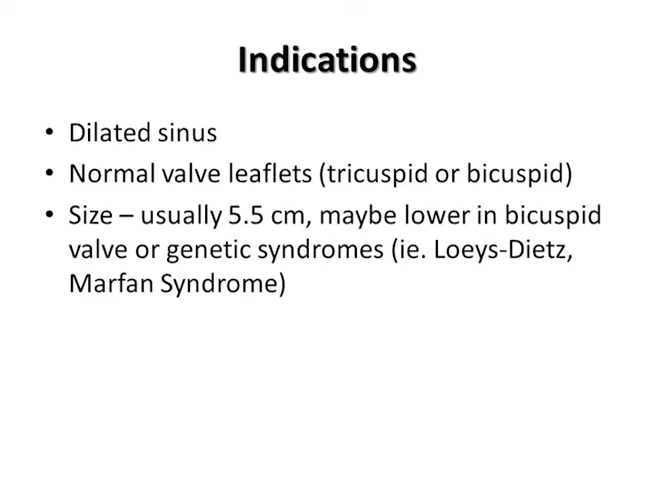 Indications
• Dilated sinus
• Normal valve leaflets (tricuspid or bicuspid)
• Size – usually 5.5 cm, maybe lower in bicuspid
valve or genetic syndromes (ie. Loeys-Dietz,
Marfan Syndrome)